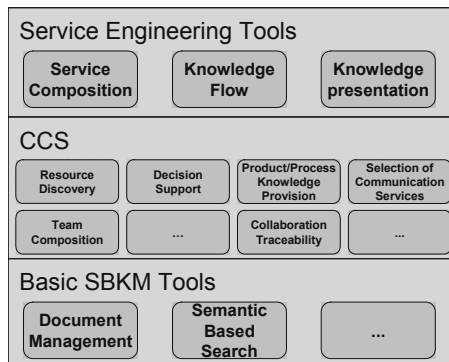 Service Engineering Tools
Service
Composition
Knowledge
Flow
Knowledge
presentation
CCS
Resource
Discovery
Decision
Support
Product/Process
Knowledge
Provision
Selection of
Communication
Services
Team
Composition
...
Collaboration
Traceability
...
Basic SBKM Tools
Document
Management
Semantic
Based
Search
...